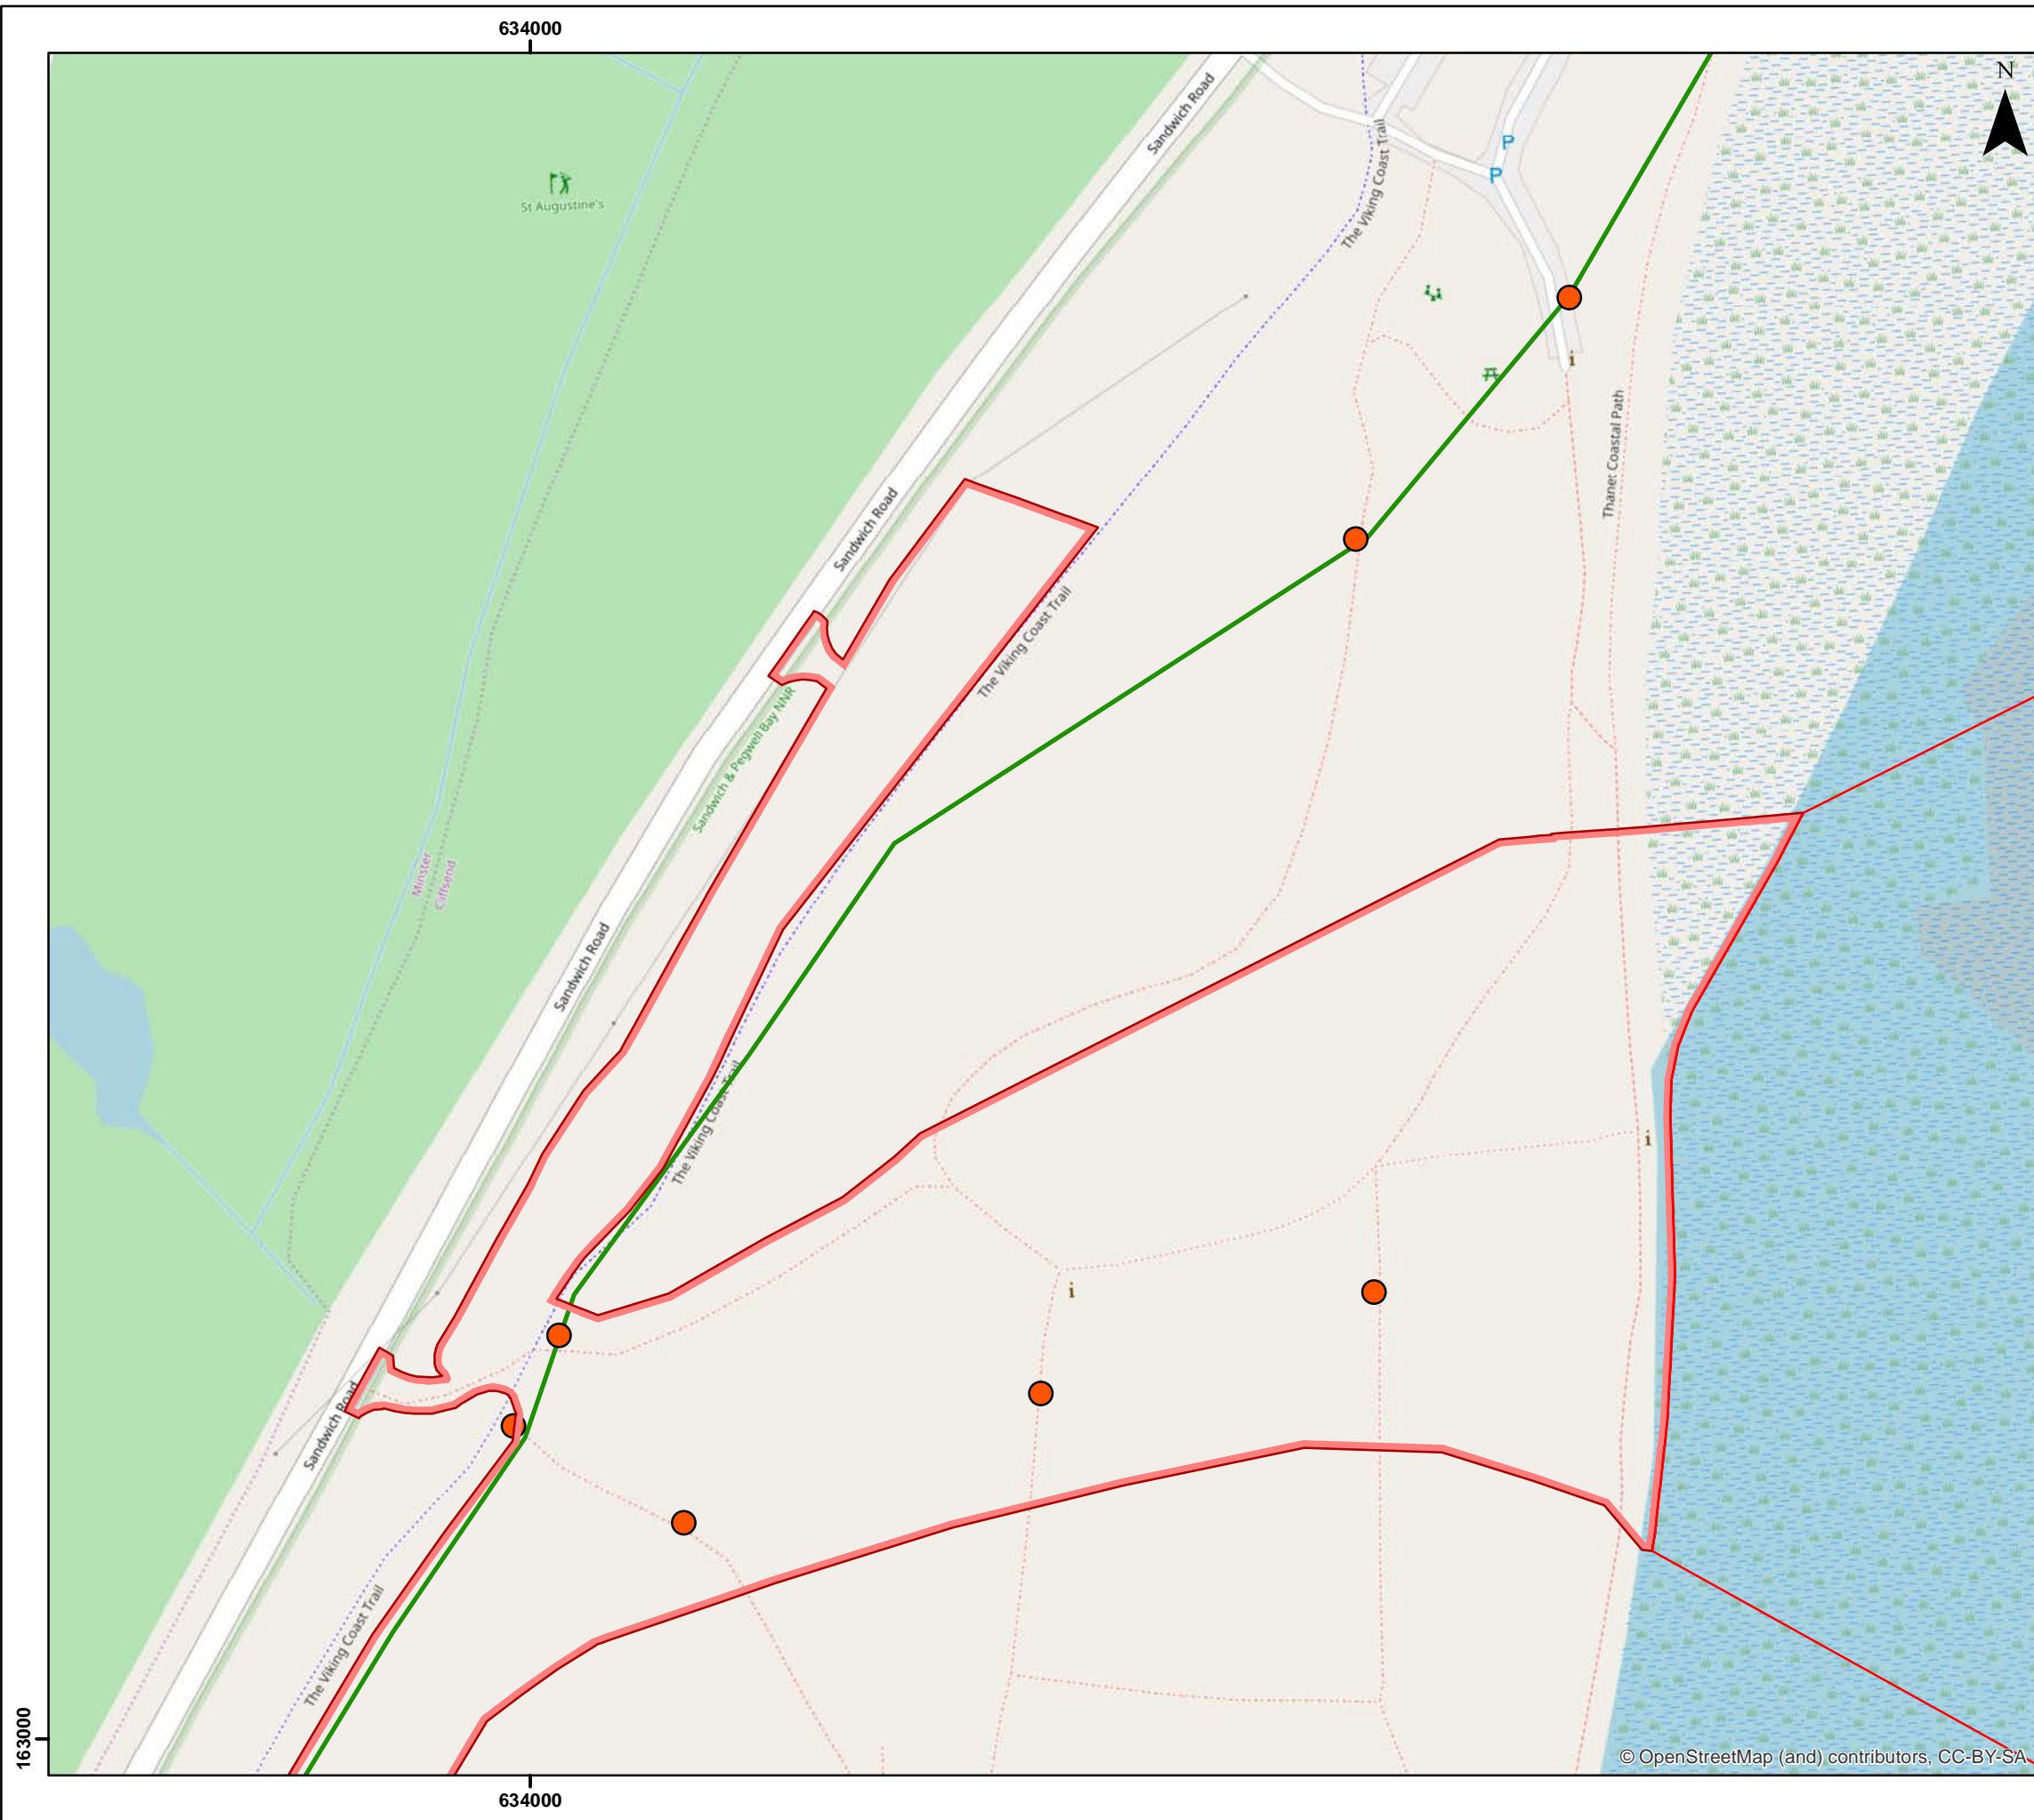 634000
N
Sandwich Road
P
P
The Viking Coast Trail
St Augustine's
i
Thanet Coastal Path
Sandwich Road
The Viking Coast Trail
Sandwich & Pegwell Bay NNR
Minster
Cliffsend
Sandwich Road
The Viking Coast Trail
i
i
Sandwich Road
The Viking Coast Trail
163000
© OpenStreetMap (and) contributors, CC-BY-SA
634000